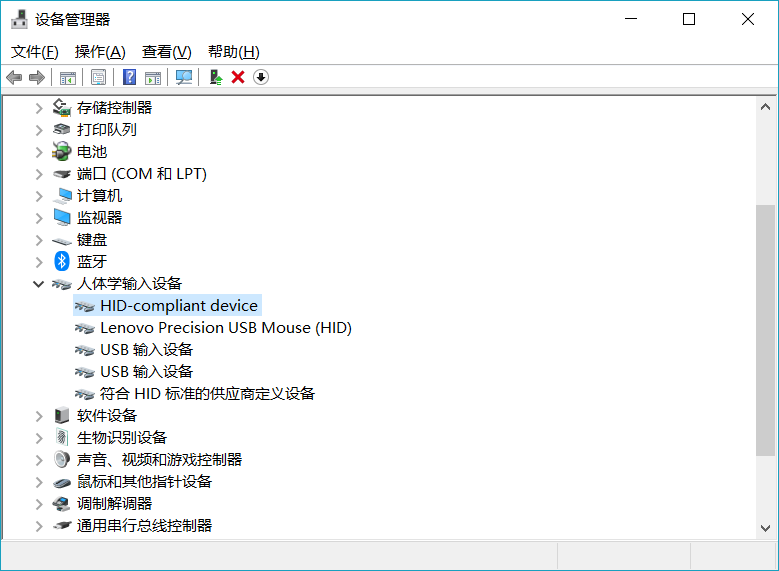 设备管理器
文件(F) 操作(A) 查看(V) 帮助(H)
存储控制器
打印队列
电池
端口 (COM 和 LPT)
计算机
监视器
键盘
蓝牙
人体学输入设备
HID-compliant device
Lenovo Precision USB Mouse (HID)
USB 输入设备
USB 输入设备
符合 HID 标准的供应商定义设备
软件设备
生物识别设备
声音、视频和游戏控制器
鼠标和其他指针设备
调制解调器
通用串行总线控制器